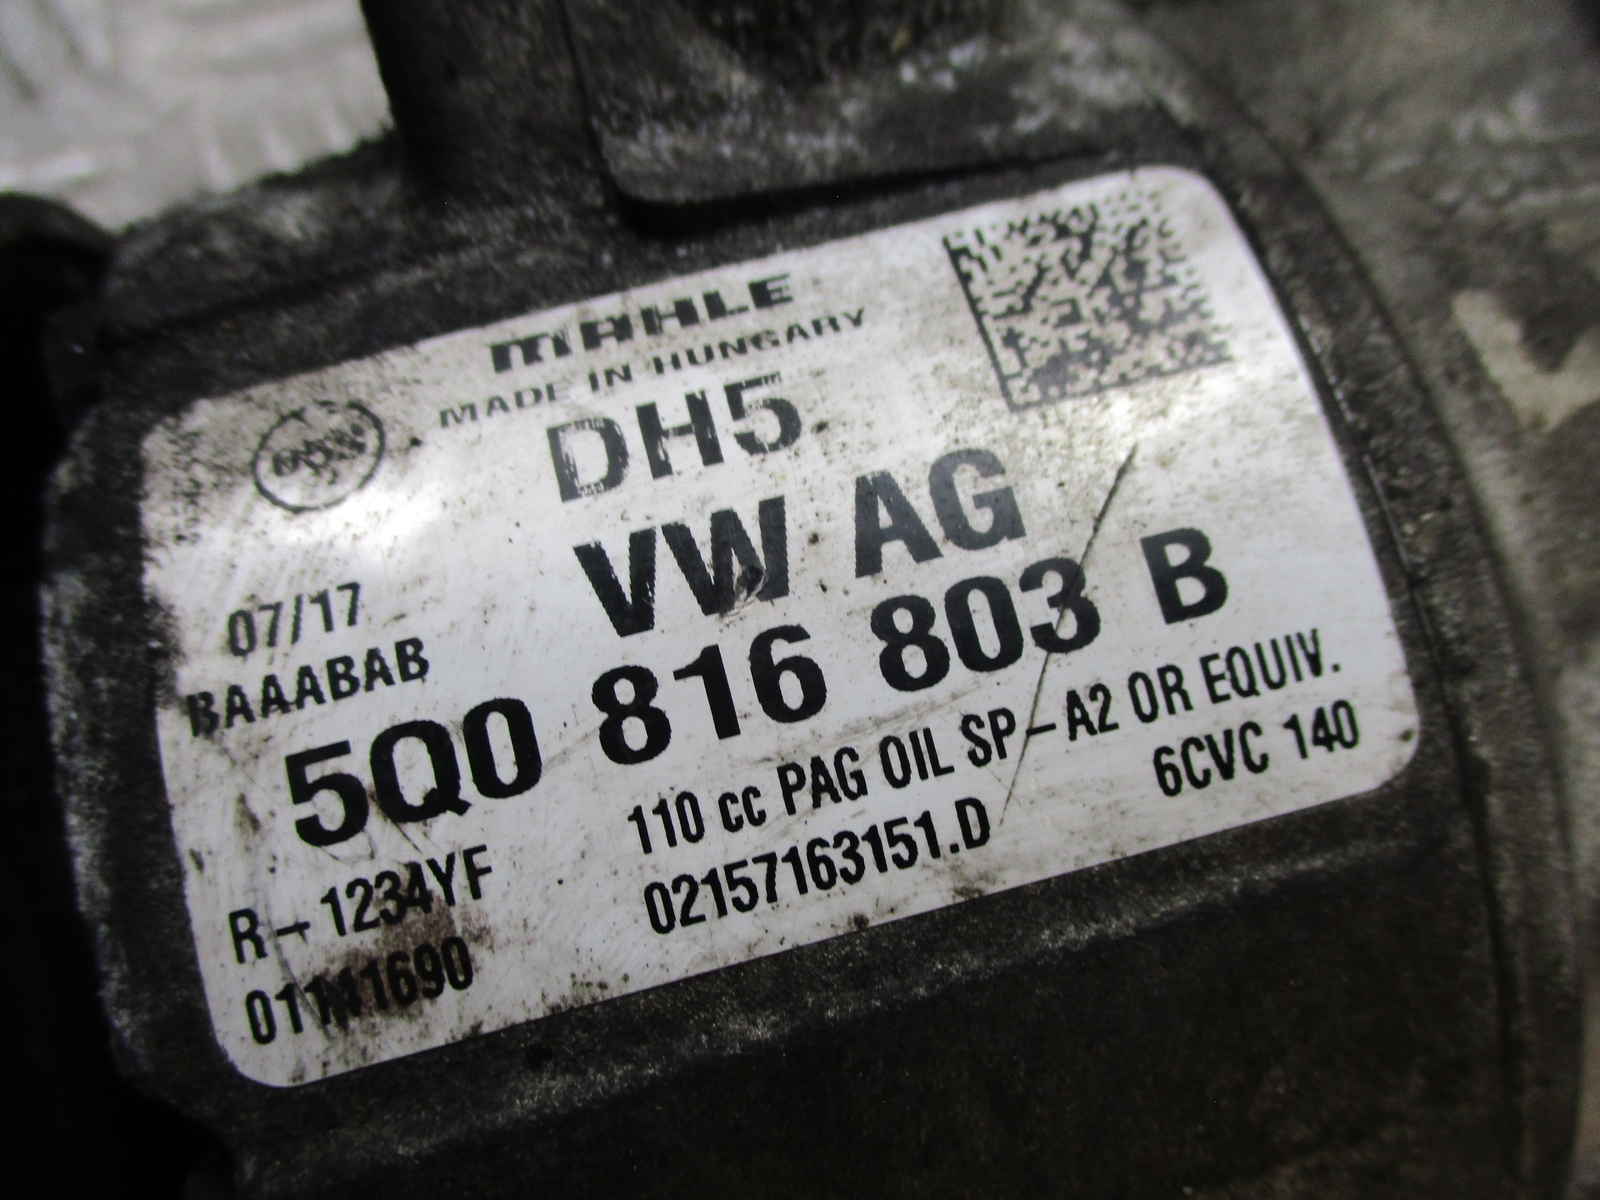 MAHLE
MADE IN HUNGARY
DH5
VW AG
07/17
BAAABAB
5Q0 816 803 B
110 cc PAG OIL SP-A2 OR EQUIV.
R-1234YF
02157163151.D
6CVC 140
01141690